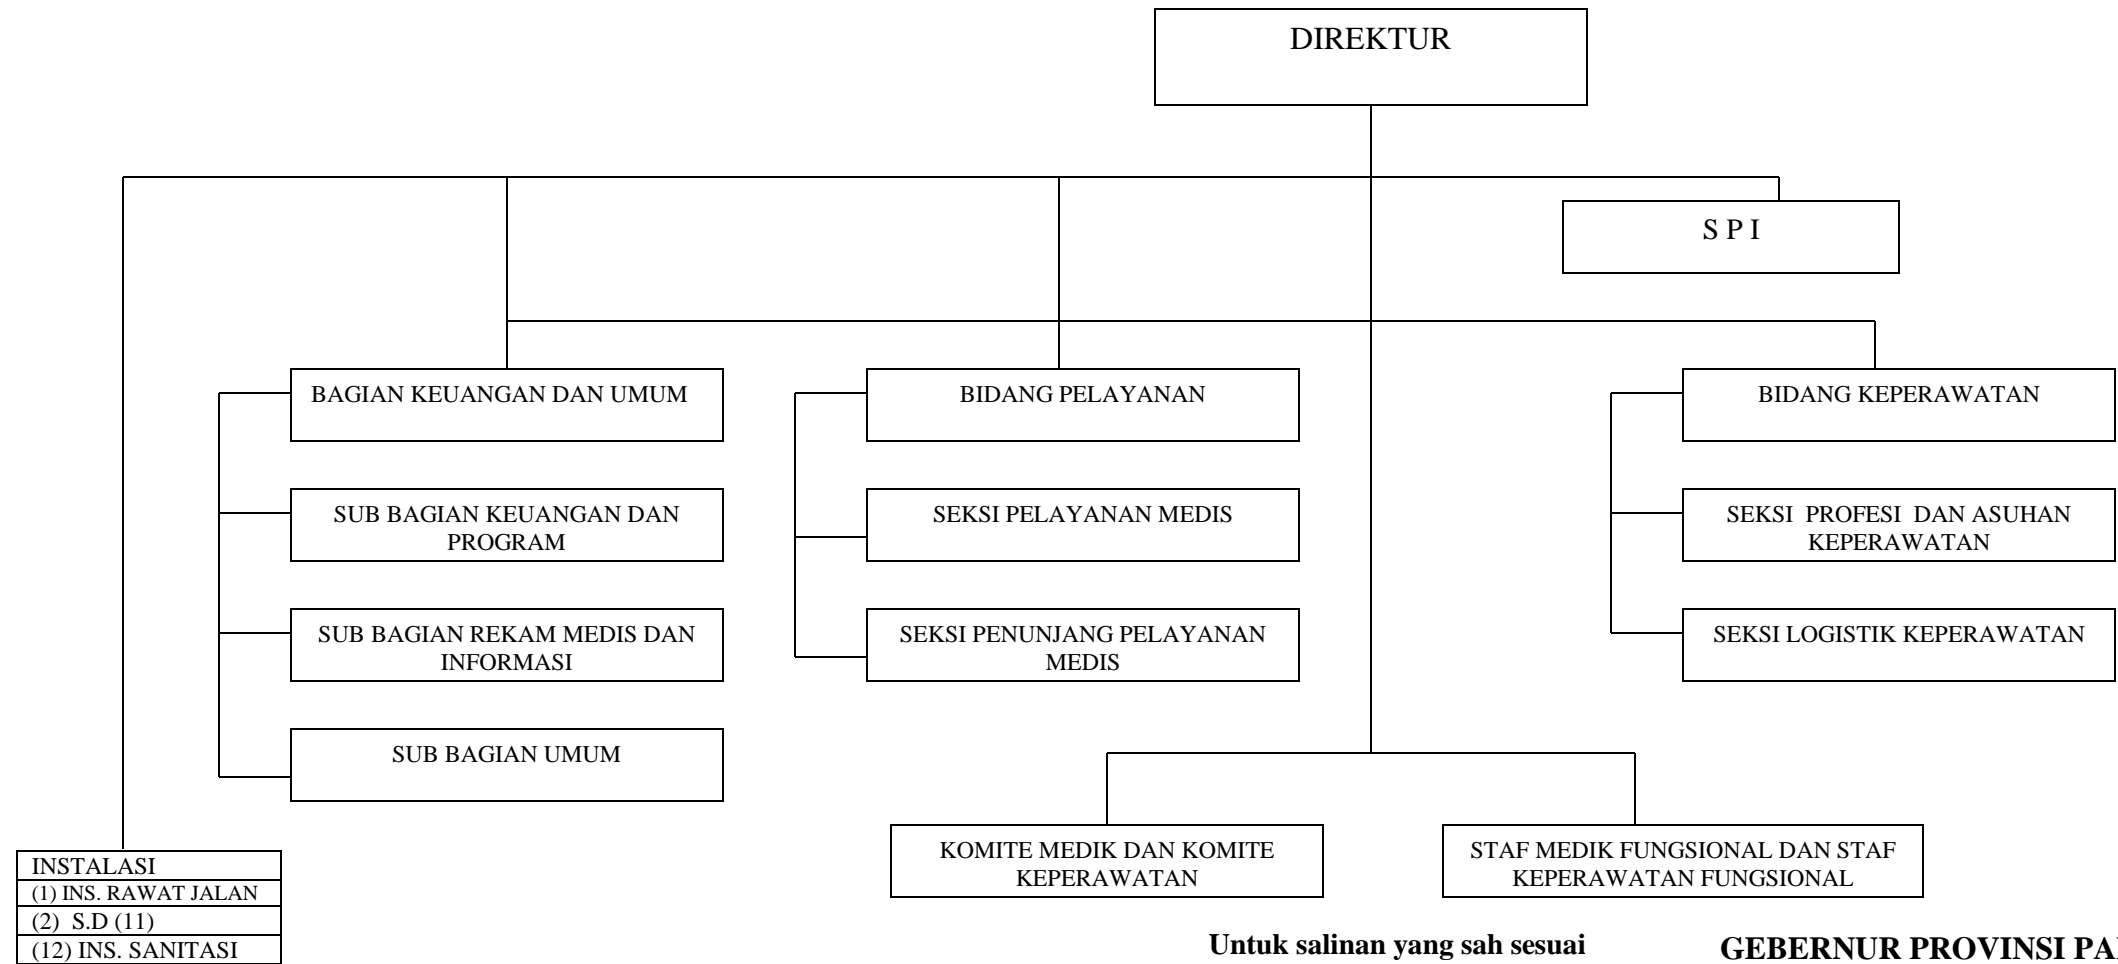 DIREKTUR
S P I
BAGIAN KEUANGAN DAN UMUM
BIDANG PELAYANAN
BIDANG KEPERAWATAN
SUB BAGIAN KEUANGAN DAN
PROGRAM
SEKSI PELAYANAN MEDIS
SEKSI PROFESI DAN ASUHAN
KEPERAWATAN
SUB BAGIAN REKAM MEDIS DAN
INFORMASI
SEKSI PENUNJANG PELAYANAN
MEDIS
SEKSI LOGISTIK KEPERAWATAN
SUB BAGIAN UMUM
KOMITE MEDIK DAN KOMITE
KEPERAWATAN
STAF MEDIK FUNGSIONAL DAN STAF
KEPERAWATAN FUNGSIONAL
INSTALASI
(1) INS. RAWAT JALAN
(2) S.D (11)
(12) INS. SANITASI
Untuk salinan yang sah sesuai
GEBERNUR PROVINSI